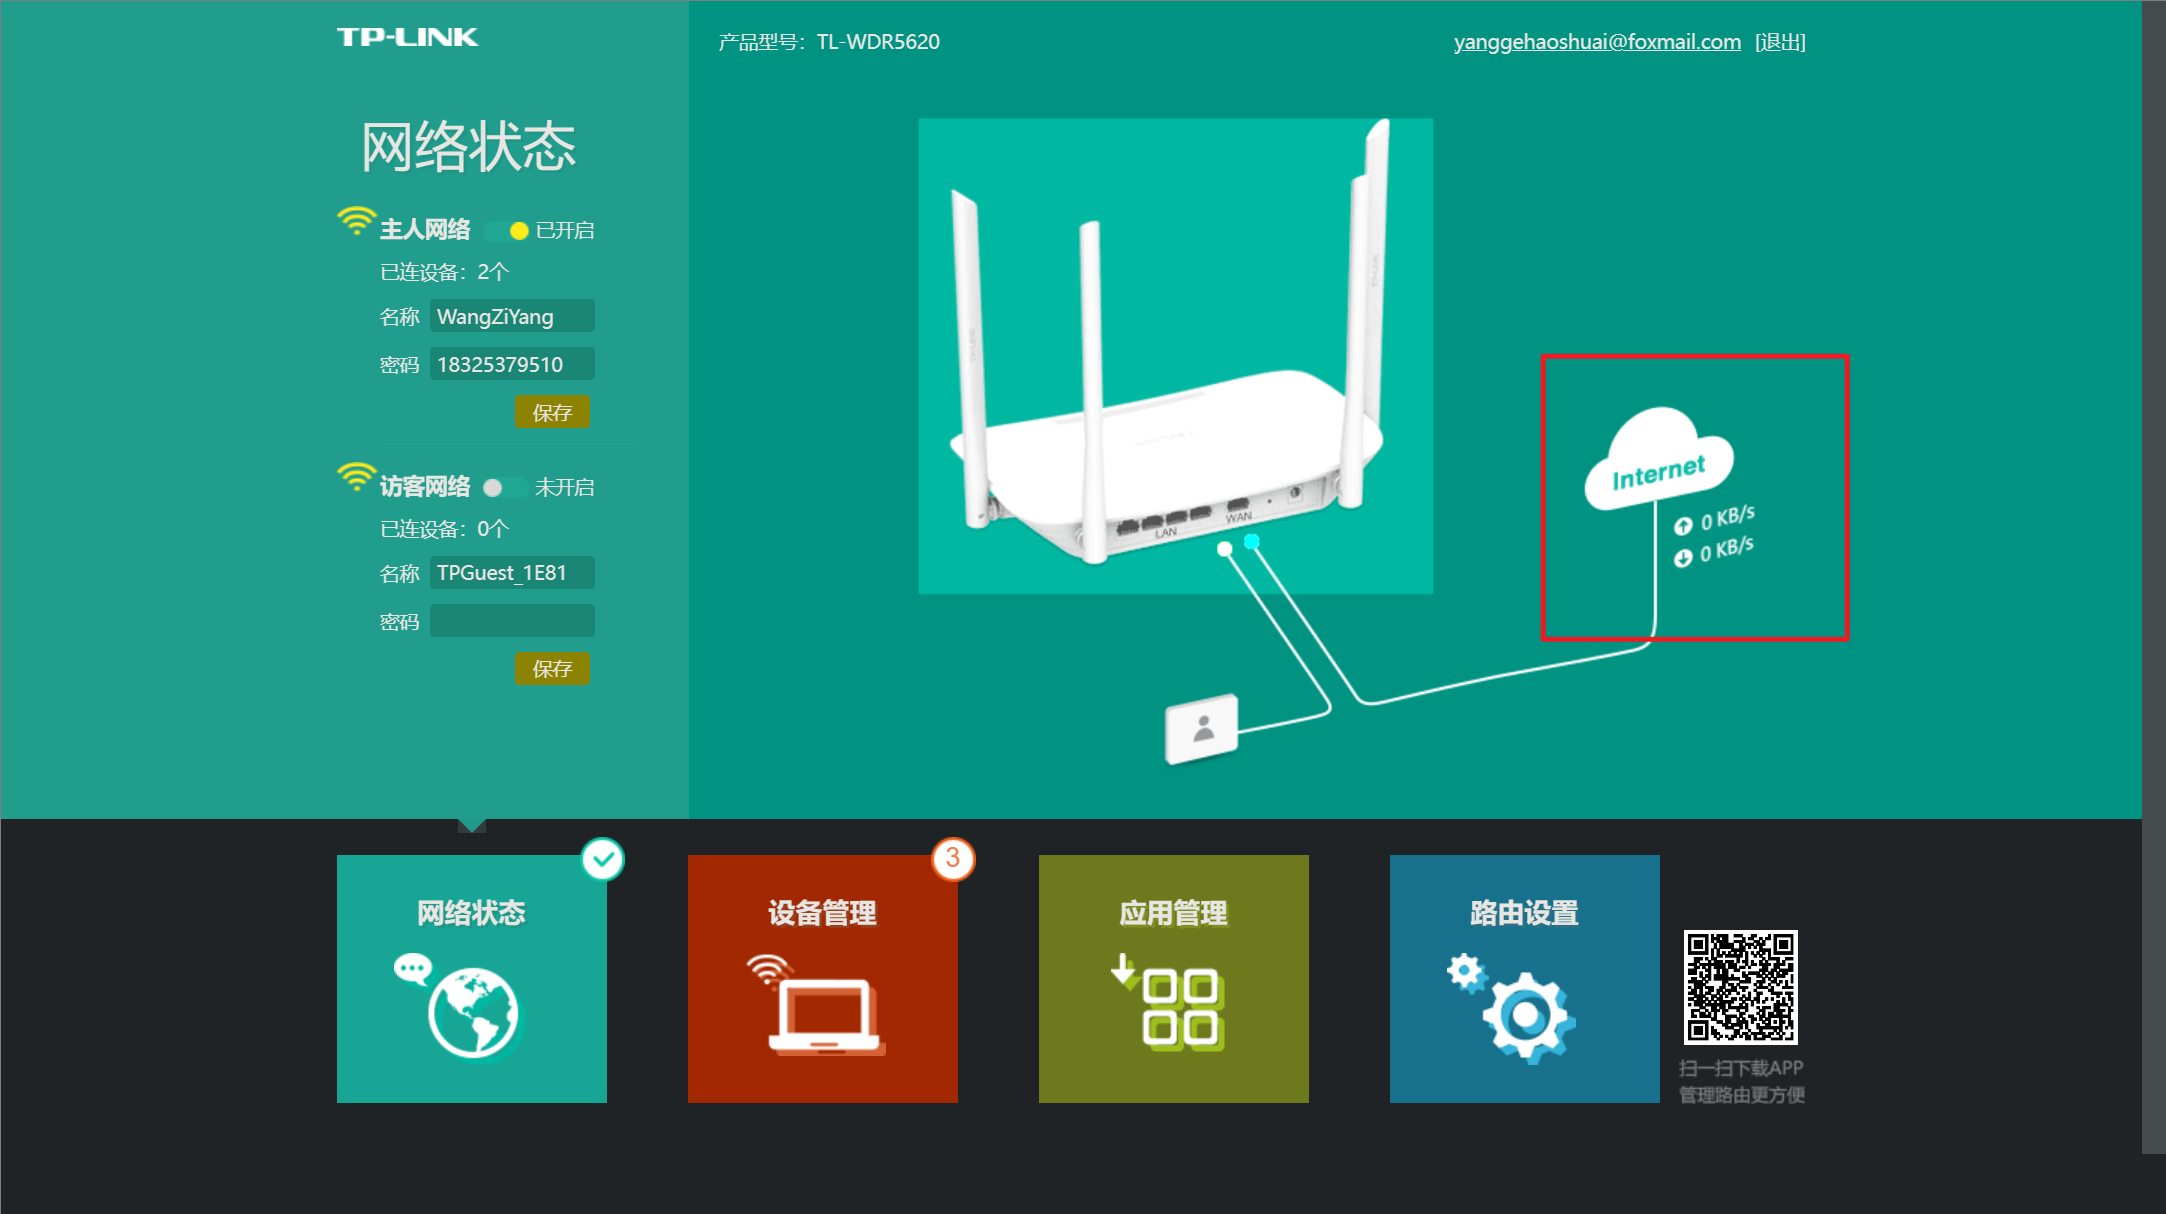 TP-LINK
产品型号：TL-WDR5620
yanggehaoshuai@foxmail.com [退出]
网络状态
主人网络 已开启
已连设备：2个
名称 WangZiYang
密码 18325379510
保存
访客网络 未开启
已连设备：0个
名称 TPGuest_1E81
密码
保存
TP-LINK
TP-LINK
LAN
WAN
Internet
0 KB/s
0 KB/s
网络状态
设备管理
3
应用管理
路由设置
扫一扫下载APP
管理路由更方便